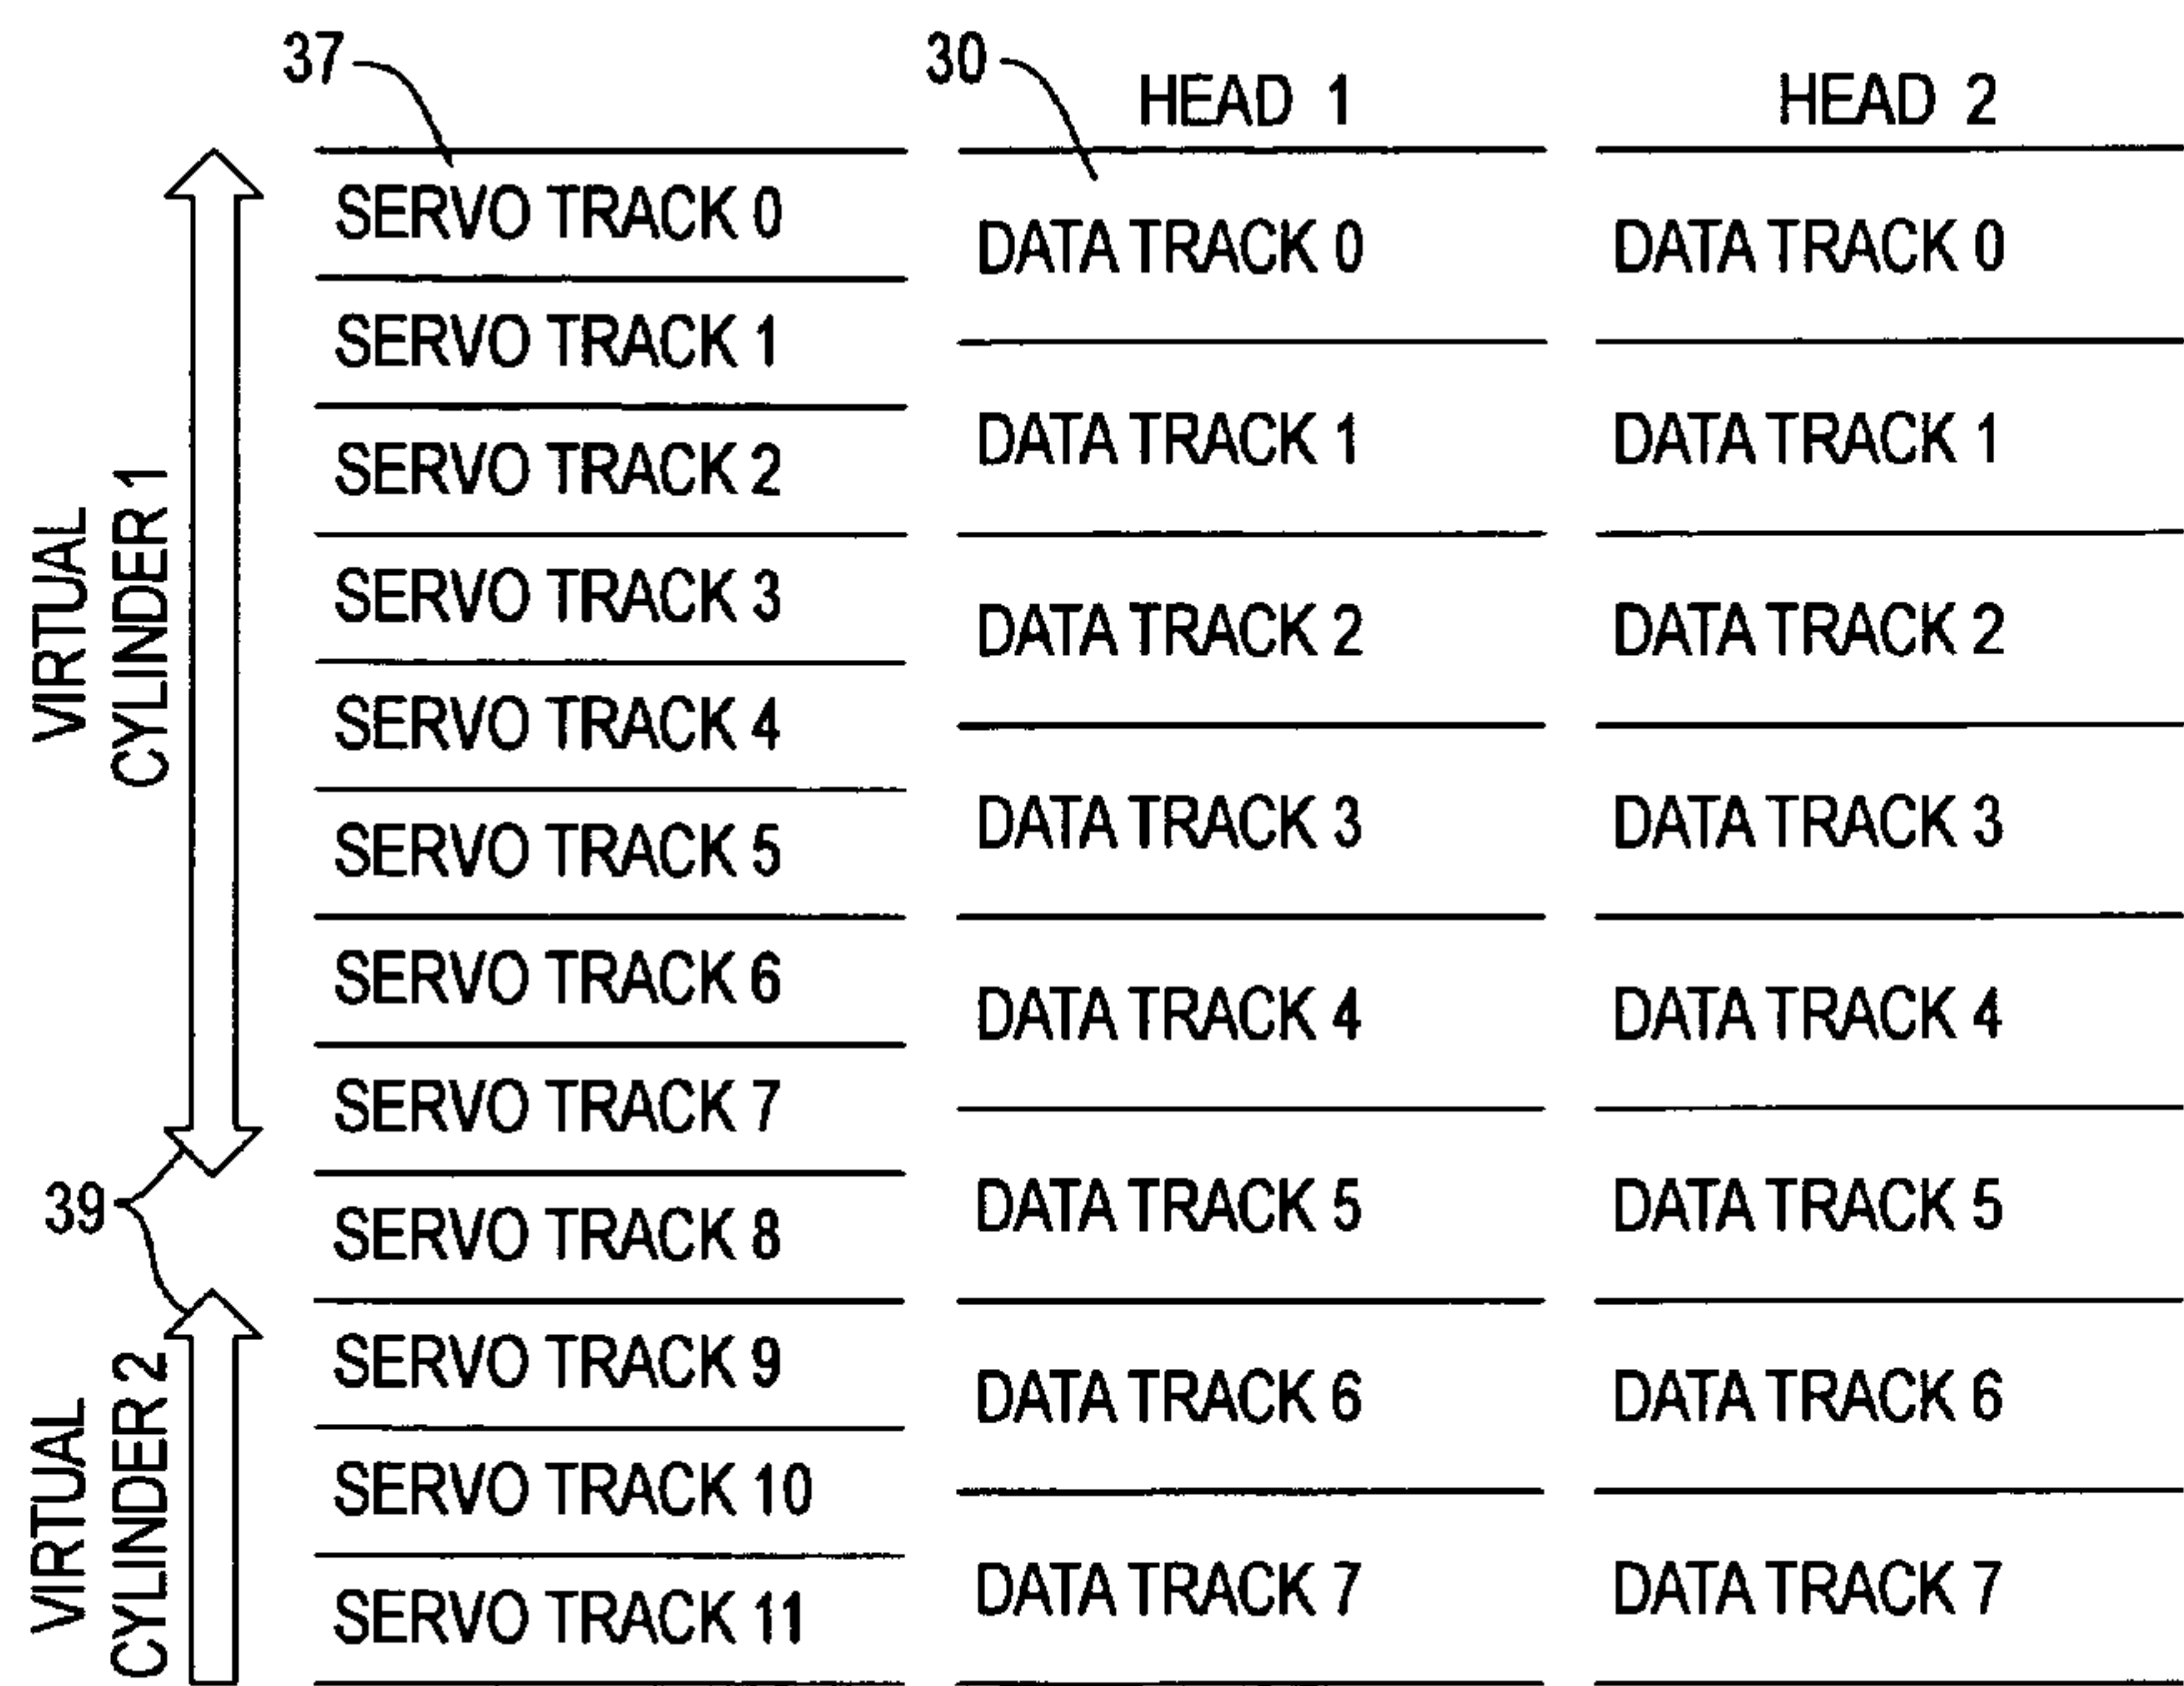 37
30
HEAD 1
HEAD 2
SERVO TRACK 0
SERVO TRACK 1
SERVO TRACK 2
SERVO TRACK 3
SERVO TRACK 4
SERVO TRACK 5
SERVO TRACK 6
SERVO TRACK 7
SERVO TRACK 8
SERVO TRACK 9
SERVO TRACK 10
SERVO TRACK 11
DATA TRACK 0
DATA TRACK 1
DATA TRACK 2
DATA TRACK 3
DATA TRACK 4
DATA TRACK 5
DATA TRACK 6
DATA TRACK 7
DATA TRACK 0
DATA TRACK 1
DATA TRACK 2
DATA TRACK 3
DATA TRACK 4
DATA TRACK 5
DATA TRACK 6
DATA TRACK 7
VIRTUAL
CYLINDER 1
39
VIRTUAL
CYLINDER 2